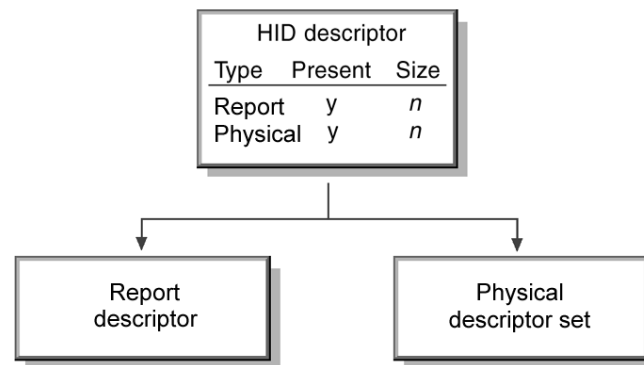 HID descriptor
Type Present Size
Report y n
Physical y n
Report
descriptor
Physical
descriptor set